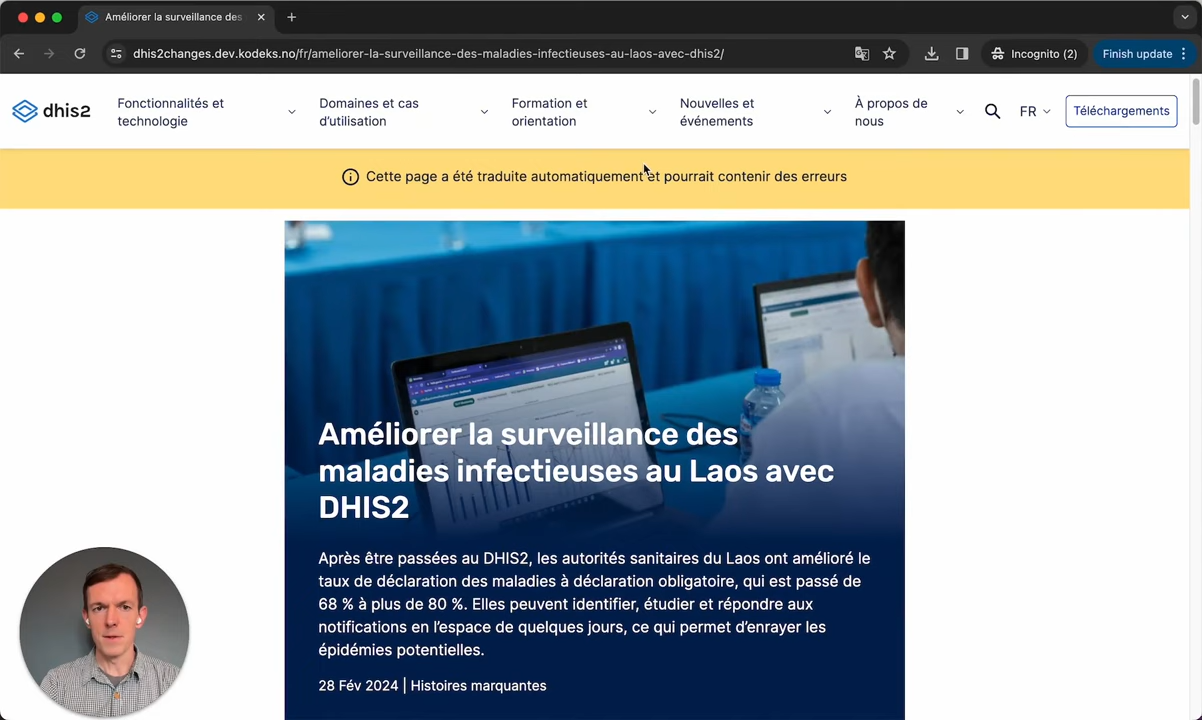 Améliorer la surveillance des
dhis2changes.dev.kodeks.no/fr/ameliorer-la-surveillance-des-maladies-infectieuses-au-laos-avec-dhis2/
Incognito (2)
Finish update
dhis2
Fonctionnalités et
technologie
Domaines et cas
d'utilisation
Formation et
orientation
Nouvelles et
événements
À propos de
nous
FR
Téléchargements
Cette page a été traduite automatiquement et pourrait contenir des erreurs
Améliorer la surveillance des
maladies infectieuses au Laos avec
DHIS2
Après être passées au DHIS2, les autorités sanitaires du Laos ont amélioré le
taux de déclaration des maladies à déclaration obligatoire, qui est passé de
68 % à plus de 80 %. Elles peuvent identifier, étudier et répondre aux
notifications en l'espace de quelques jours, ce qui permet d'enrayer les
épidémies potentielles.
28 Fév 2024 | Histoires marquantes